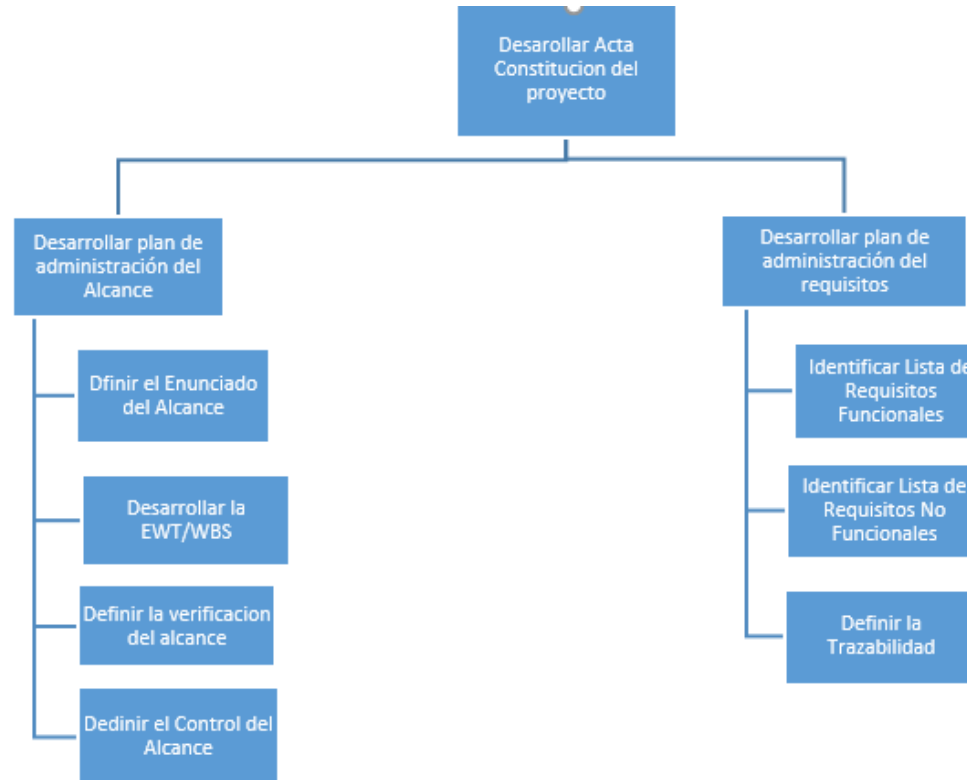 Desarollar Acta
Constitucion del
proyecto
Desarrollar plan de
administración del
Alcance
Desarrollar plan de
administración del
requisitos
Dfinir el Enunciado
del Alcance
Desarrollar la
EWT/WBS
Definir la verificacion
del alcance
Dedinir el Control del
Alcance
Identificar Lista de
Requisitos
Funcionales
Identificar Lista de
Requisitos No
Funcionales
Definir la
Trazabilidad